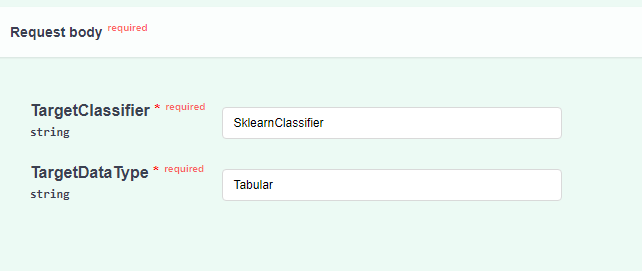 Request body required
TargetClassifier * required
string
SklearnClassifier
TargetDataType * required
string
Tabular